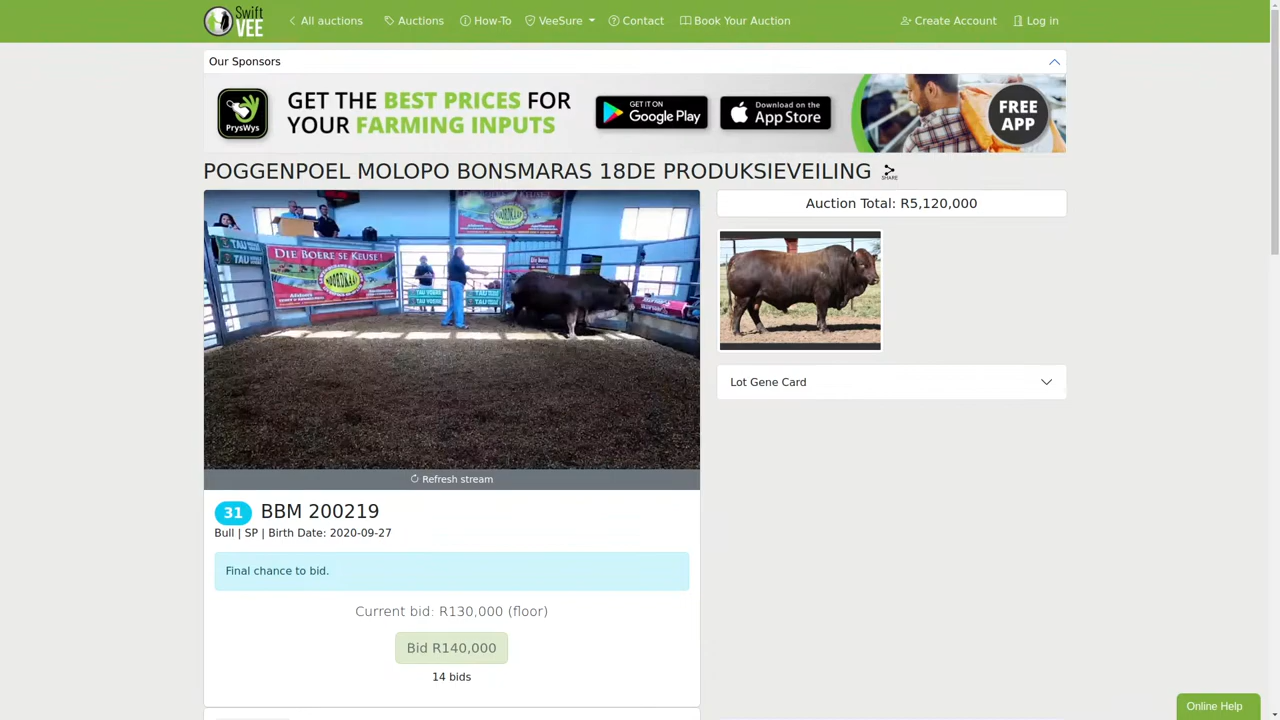 Swift
VEE
All auctions
Auctions
How-To
VeeSure
Contact
Book Your Auction
Create Account
Log in
Our Sponsors
PrysWys
GET THE BEST PRICES FOR
YOUR FARMING INPUTS
GET IT ON
Google Play
Download on the
App Store
FREE
APP
POGGENPOEL MOLOPO BONSMARAS 18DE PRODUKSIEVEILING
SHARE
Auction Total: R5,120,000
DIE BOERE SE KEUSE!
NOORDKAAP
TAU
Lot Gene Card
Refresh stream
31 BBM 200219
Bull | SP | Birth Date: 2020-09-27
Final chance to bid.
Current bid: R130,000 (floor)
Bid R140,000
14 bids
Online Help